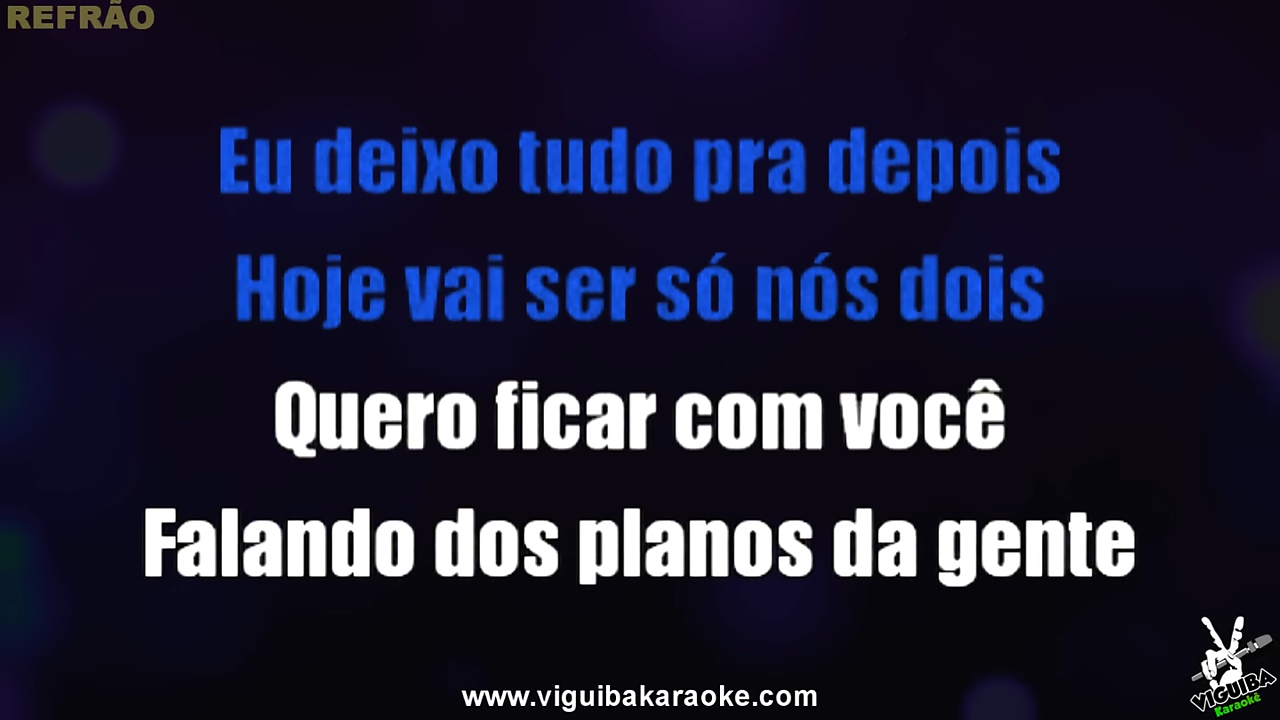 REFRÃO
Eu deixo tudo pra depois
Hoje vai ser só nós dois
Quero ficar com você
Falando dos planos da gente
www.viguibakaraoke.com
VIGUIBA
Karaokê